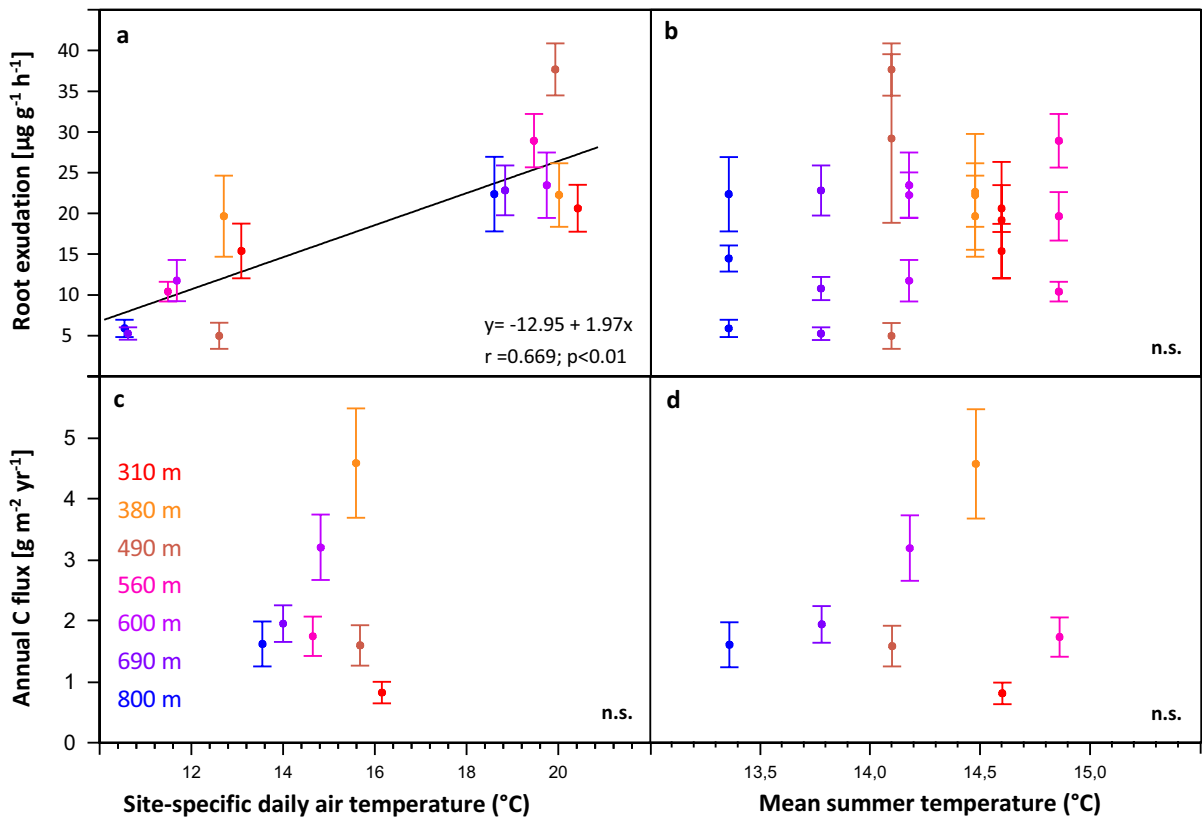 a
b
Root exudation [µg g-1 h-1]
40
35
30
25
20
15
10
5
y= -12.95 + 1.97x
r =0.669; p<0.01
n.s.
c
d
Annual C flux [g m-2 yr-1]
5
4
3
2
1
0
310 m
380 m
490 m
560 m
600 m
690 m
800 m
n.s.
n.s.
12 14 16 18 20
13,5 14,0 14,5 15,0
Site-specific daily air temperature (°C)
Mean summer temperature (°C)